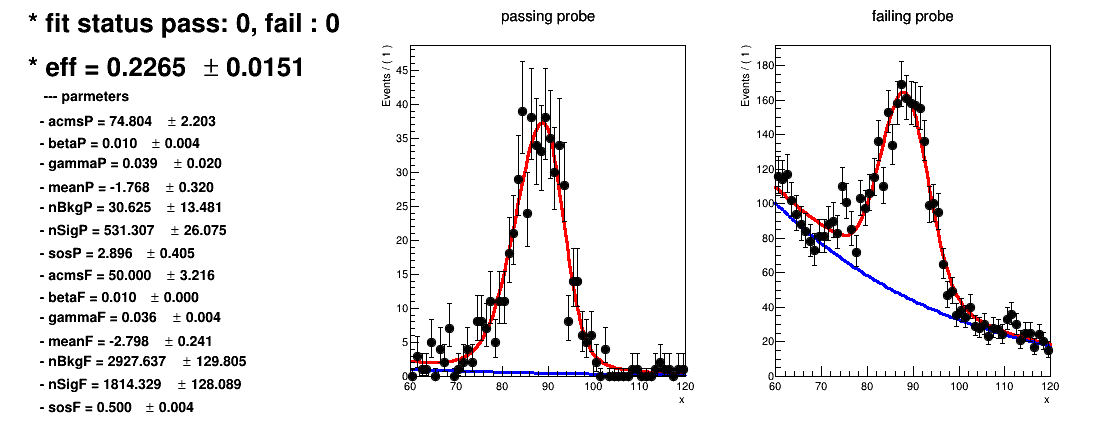 * fit status pass: 0, fail : 0
* eff = 0.2265 ± 0.0151
--- parmeters
- acmsP = 74.804 ± 2.203
- betaP = 0.010 ± 0.004
- gammaP = 0.039 ± 0.020
- meanP = -1.768 ± 0.320
- nBkgP = 30.625 ± 13.481
- nSigP = 531.307 ± 26.075
- sosP = 2.896 ± 0.405
- acmsF = 50.000 ± 3.216
- betaF = 0.010 ± 0.000
- gammaF = 0.036 ± 0.004
- meanF = -2.798 ± 0.241
- nBkgF = 2927.637 ± 129.805
- nSigF = 1814.329 ± 128.089
- sosF = 0.500 ± 0.004
passing probe
Events / ( 1 )
45
40
35
30
25
20
15
10
5
0
60 70 80 90 100 110 120
x
failing probe
Events / ( 1 )
180
160
140
120
100
80
60
40
20
0
60 70 80 90 100 110 120
x